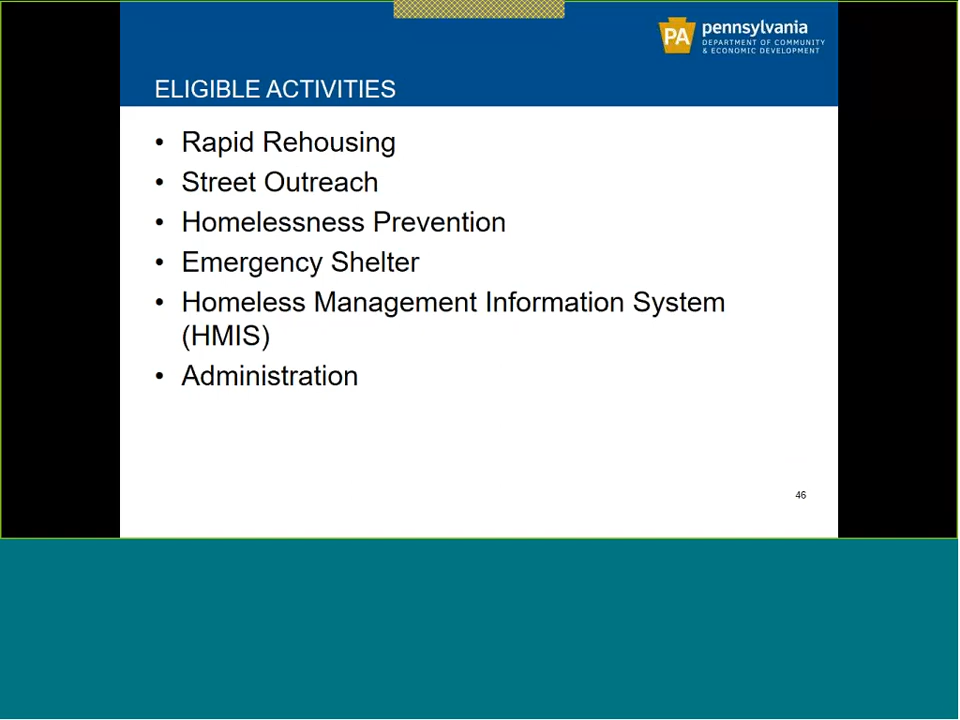 PA
pennsylvania
DEPARTMENT OF COMMUNITY
& ECONOMIC DEVELOPMENT
ELIGIBLE ACTIVITIES
• Rapid Rehousing
• Street Outreach
• Homelessness Prevention
• Emergency Shelter
• Homeless Management Information System
(HMIS)
• Administration
46